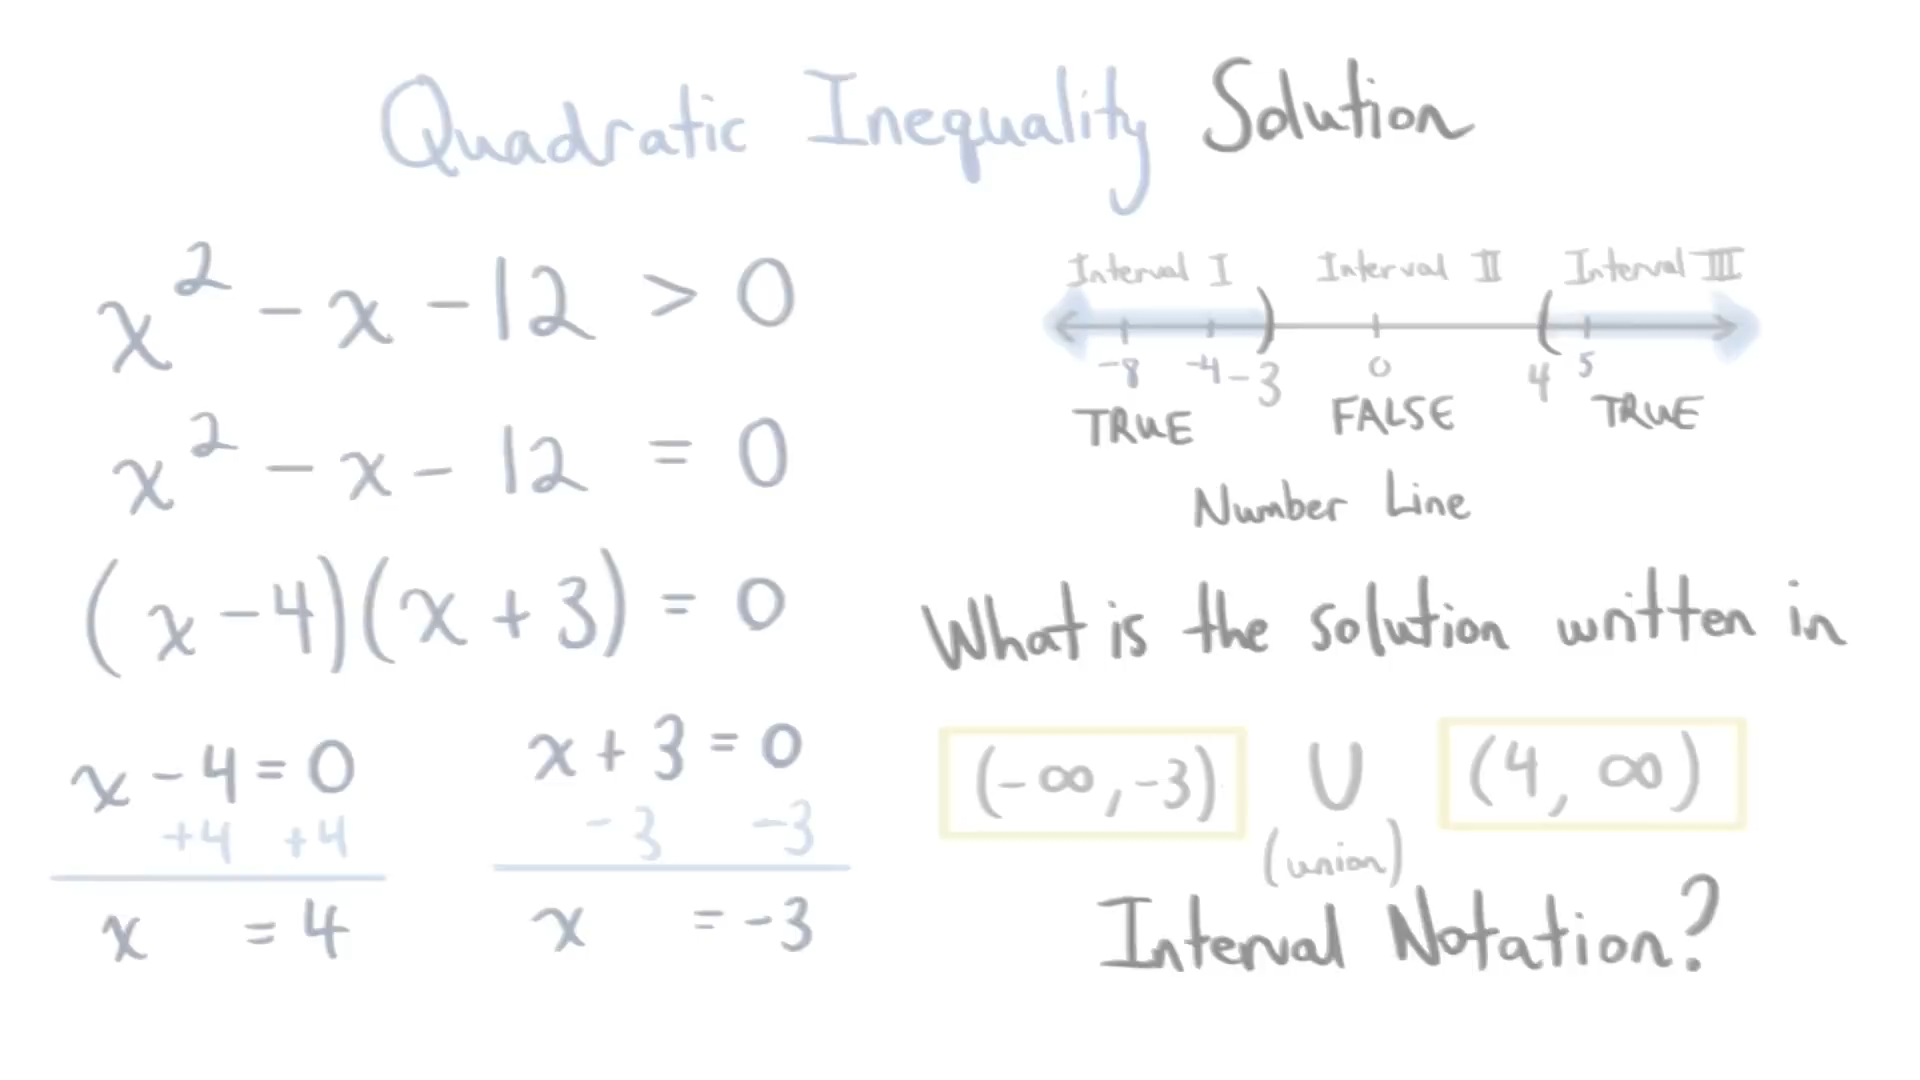 Quadratic Inequality Solution
x² - x - 12 > 0
x² - x - 12 = 0
(x - 4)(x + 3) = 0
x - 4 = 0
+4 +4
x = 4
x + 3 = 0
- 3 -3
x = -3
Interval I Interval II Interval III
-8 -4 -3 0 4 5
TRUE FALSE TRUE
Number Line
What is the solution written in
(-∞, -3) ∪ (4, ∞)
(union)
Interval Notation?